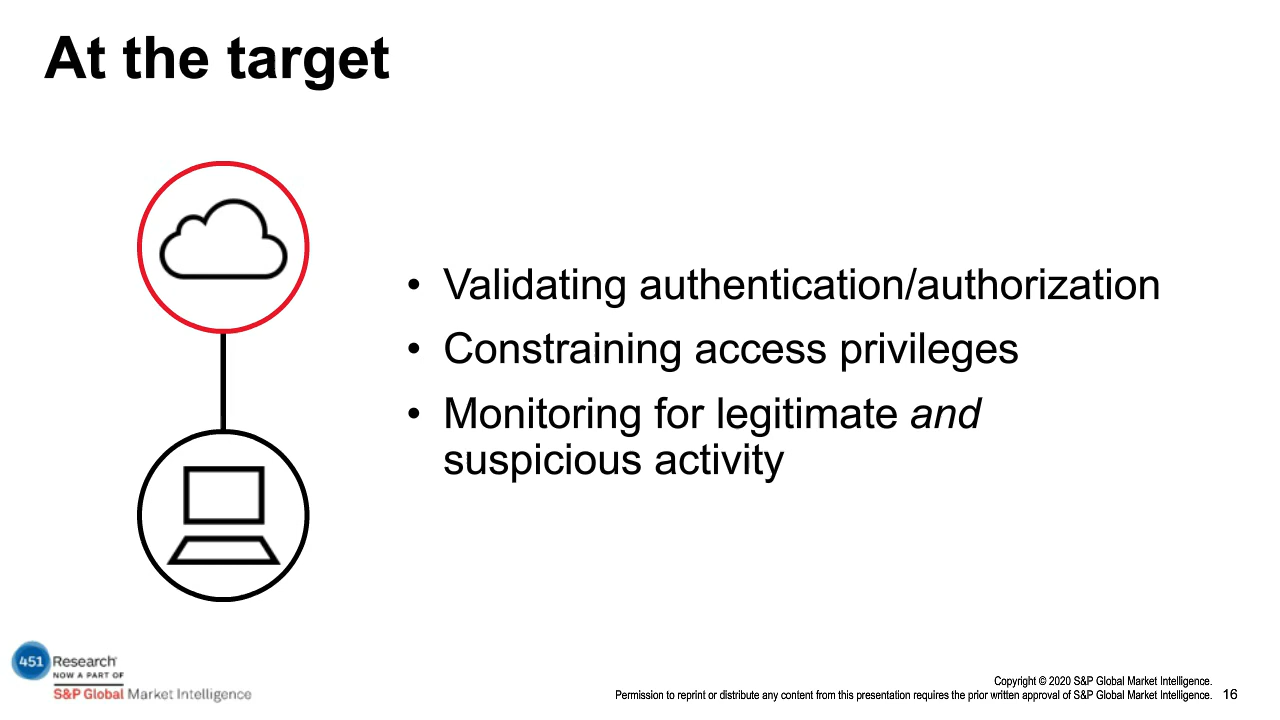 At the target
• Validating authentication/authorization
• Constraining access privileges
• Monitoring for legitimate and
suspicious activity
451 Research
NOW A PART OF
S&P Global Market Intelligence
Copyright © 2020 S&P Global Market Intelligence.
Permission to reprint or distribute any content from this presentation requires the prior written approval of S&P Global Market Intelligence. 16